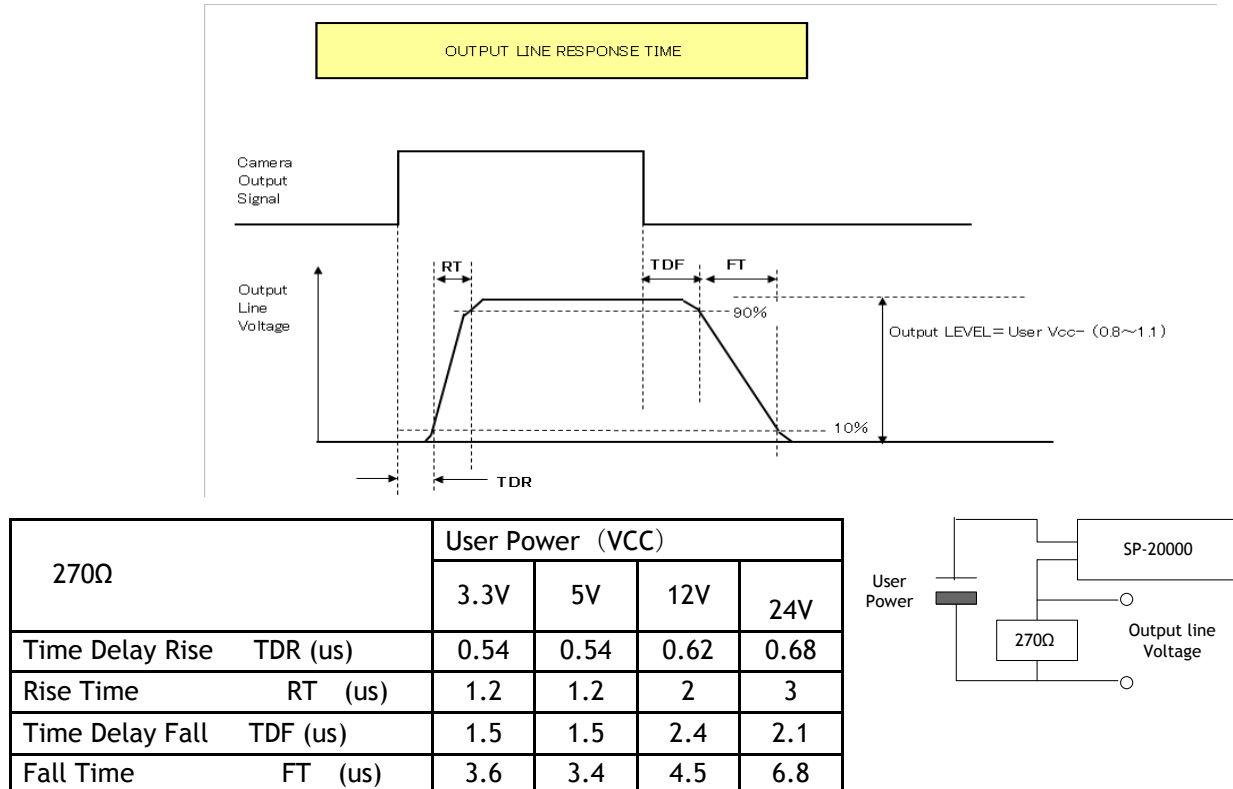 OUTPUT LINE RESPONSE TIME
Camera
Output
Signal
RT
TDF
FT
Output
Line
Voltage
90%
Output LEVEL=User Vcc-（0.8～1.1）
10%
TDR
270Ω
User Power（VCC）
3.3V 5V 12V 24V
Time Delay Rise TDR (us) 0.54 0.54 0.62 0.68
Rise Time RT (us) 1.2 1.2 2 3
Time Delay Fall TDF (us) 1.5 1.5 2.4 2.1
Fall Time FT (us) 3.6 3.4 4.5 6.8
SP-20000
User
Power
270Ω
Output line
Voltage